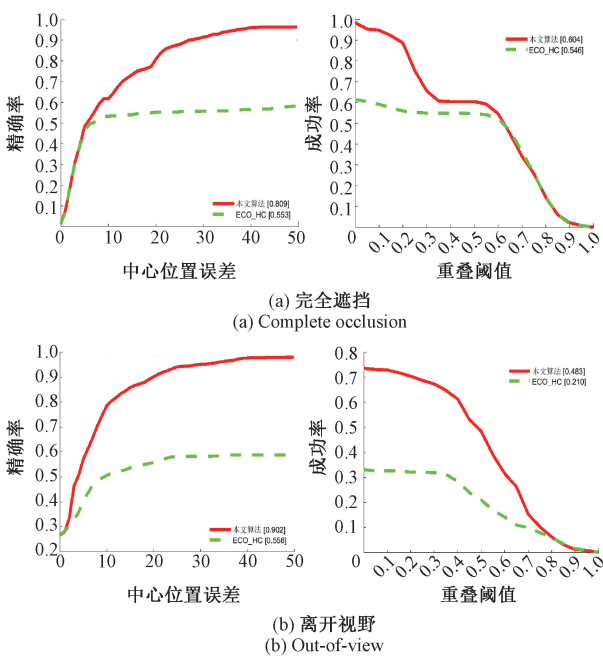 1.0
0.9
0.8
0.7
0.6
0.5
0.4
0.3
0.2
0.1
0 10 20 30 40 50
精确率
中心位置误差
本文算法 [0.809]
ECO_HC [0.553]
1.0
0.9
0.8
0.7
0.6
0.5
0.4
0.3
0.2
0.1
0 0.1 0.2 0.3 0.4 0.5 0.6 0.7 0.8 0.9 1.0
成功率
重叠阈值
本文算法 [0.604]
ECO_HC [0.546]
(a) 完全遮挡
(a) Complete occlusion
1.0
0.9
0.8
0.7
0.6
0.5
0.4
0.3
0.2
0 10 20 30 40 50
精确率
中心位置误差
本文算法 [0.902]
ECO_HC [0.558]
0.8
0.7
0.6
0.5
0.4
0.3
0.2
0.1
0 0.1 0.2 0.3 0.4 0.5 0.6 0.7 0.8 0.9 1.0
成功率
重叠阈值
本文算法 [0.483]
ECO_HC [0.210]
(b) 离开视野
(b) Out-of-view